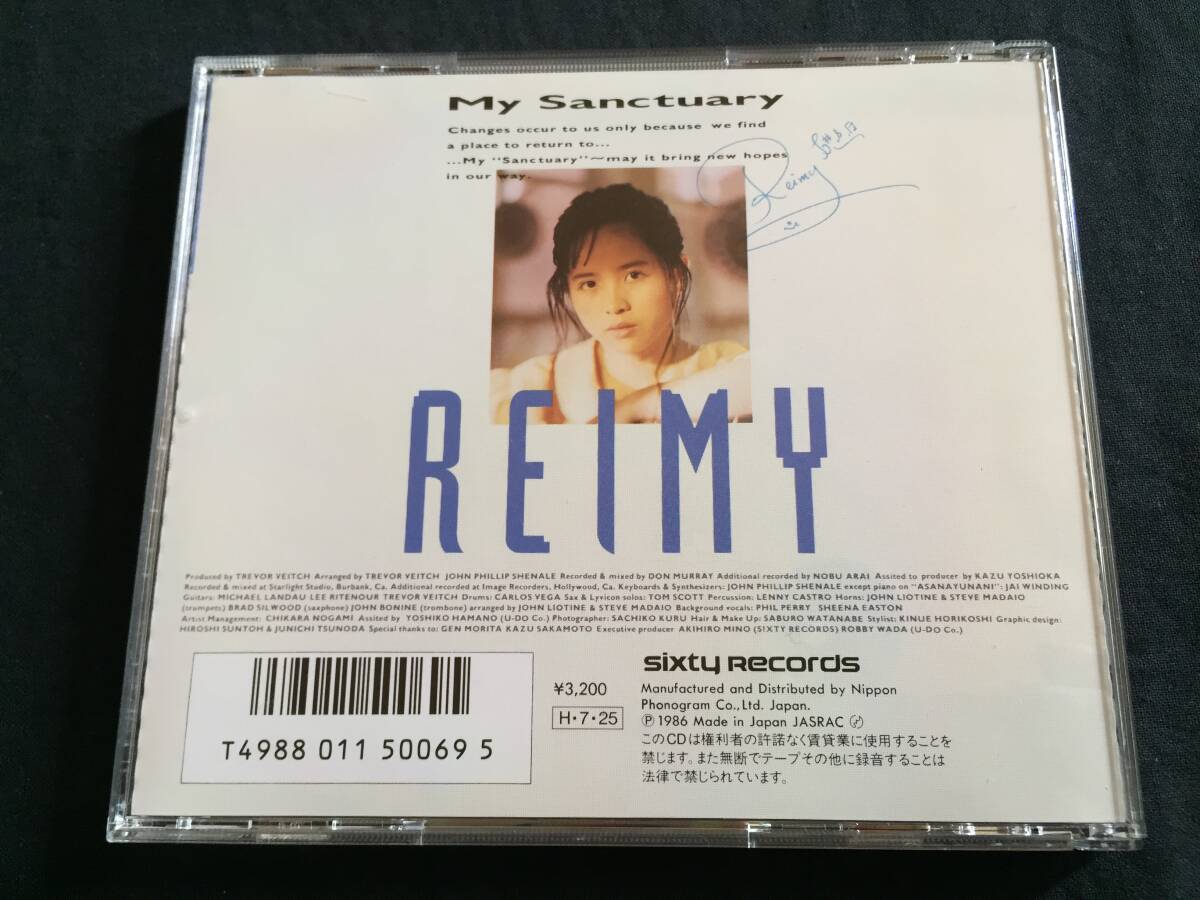 My Sanctuary
Changes occur to us only because we find
a place to return to...
...My "Sanctuary"～may it bring new hopes
in our way.
Reimy
REIMY
Produced by TREVOR VEITCH Arranged by TREVOR VEITCH JOHN PHILLIP SHENALE Recorded & mixed by DON MURRAY Additional recorded by NOBU ARAI Assited to producer by KAZU YOSHIOKA
Recorded & mixed at Starlight Studio, Burbank, Ca. Additional recorded at Image Recorders, Hollywood, Ca. Keyboards & Synthesizers: JOHN PHILLIP SHENALE except piano on "ASANAYUNANI": JAI WINDING
Guitars: MICHAEL LANDAU LEE RITENOUR TREVOR VEITCH Drums: CARLOS VEGA Sax & Lyricon solos: TOM SCOTT Percussion: LENNY CASTRO Horns: JOHN LIOTINE & STEVE MADAIO
(trumpets) BRAD SILWOOD (saxophone) JOHN BONINE (trombone) arranged by JOHN LIOTINE & STEVE MADAIO Background vocals: PHIL PERRY SHEENA EASTON
Artist Management: CHIKARA NOGAMI Assited by YOSHIKO HAMANO (U-DO Co.) Photographer: SACHIKO KURU Hair & Make Up: SABURO WATANABE Stylist: KINUE HORIKOSHI Graphic design:
HIROSHI SUNTOH & JUNICHI TSUNODA Special thanks to: GEN MORITA KAZU SAKAMOTO Executive producer AKIHIRO MINO (SIXTY RECORDS) ROBBY WADA (U-DO Co.)
T4988 011 50069 5
¥3,200
H・7・25
sixty Records
Manufactured and Distributed by Nippon
Phonogram Co., Ltd. Japan.
Ⓟ 1986 Made in Japan JASRAC
このCDは権利者の許諾なく賃貸業に使用することを
禁じます。また無断でテープその他に録音することは
法律で禁じられています。